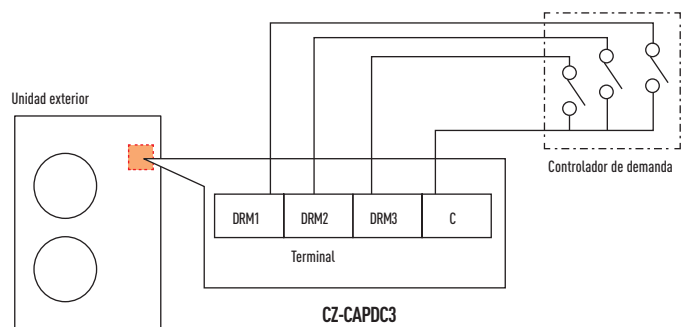 Unidad exterior
Controlador de demanda
DRM1 DRM2 DRM3 C
Terminal
CZ-CAPDC3